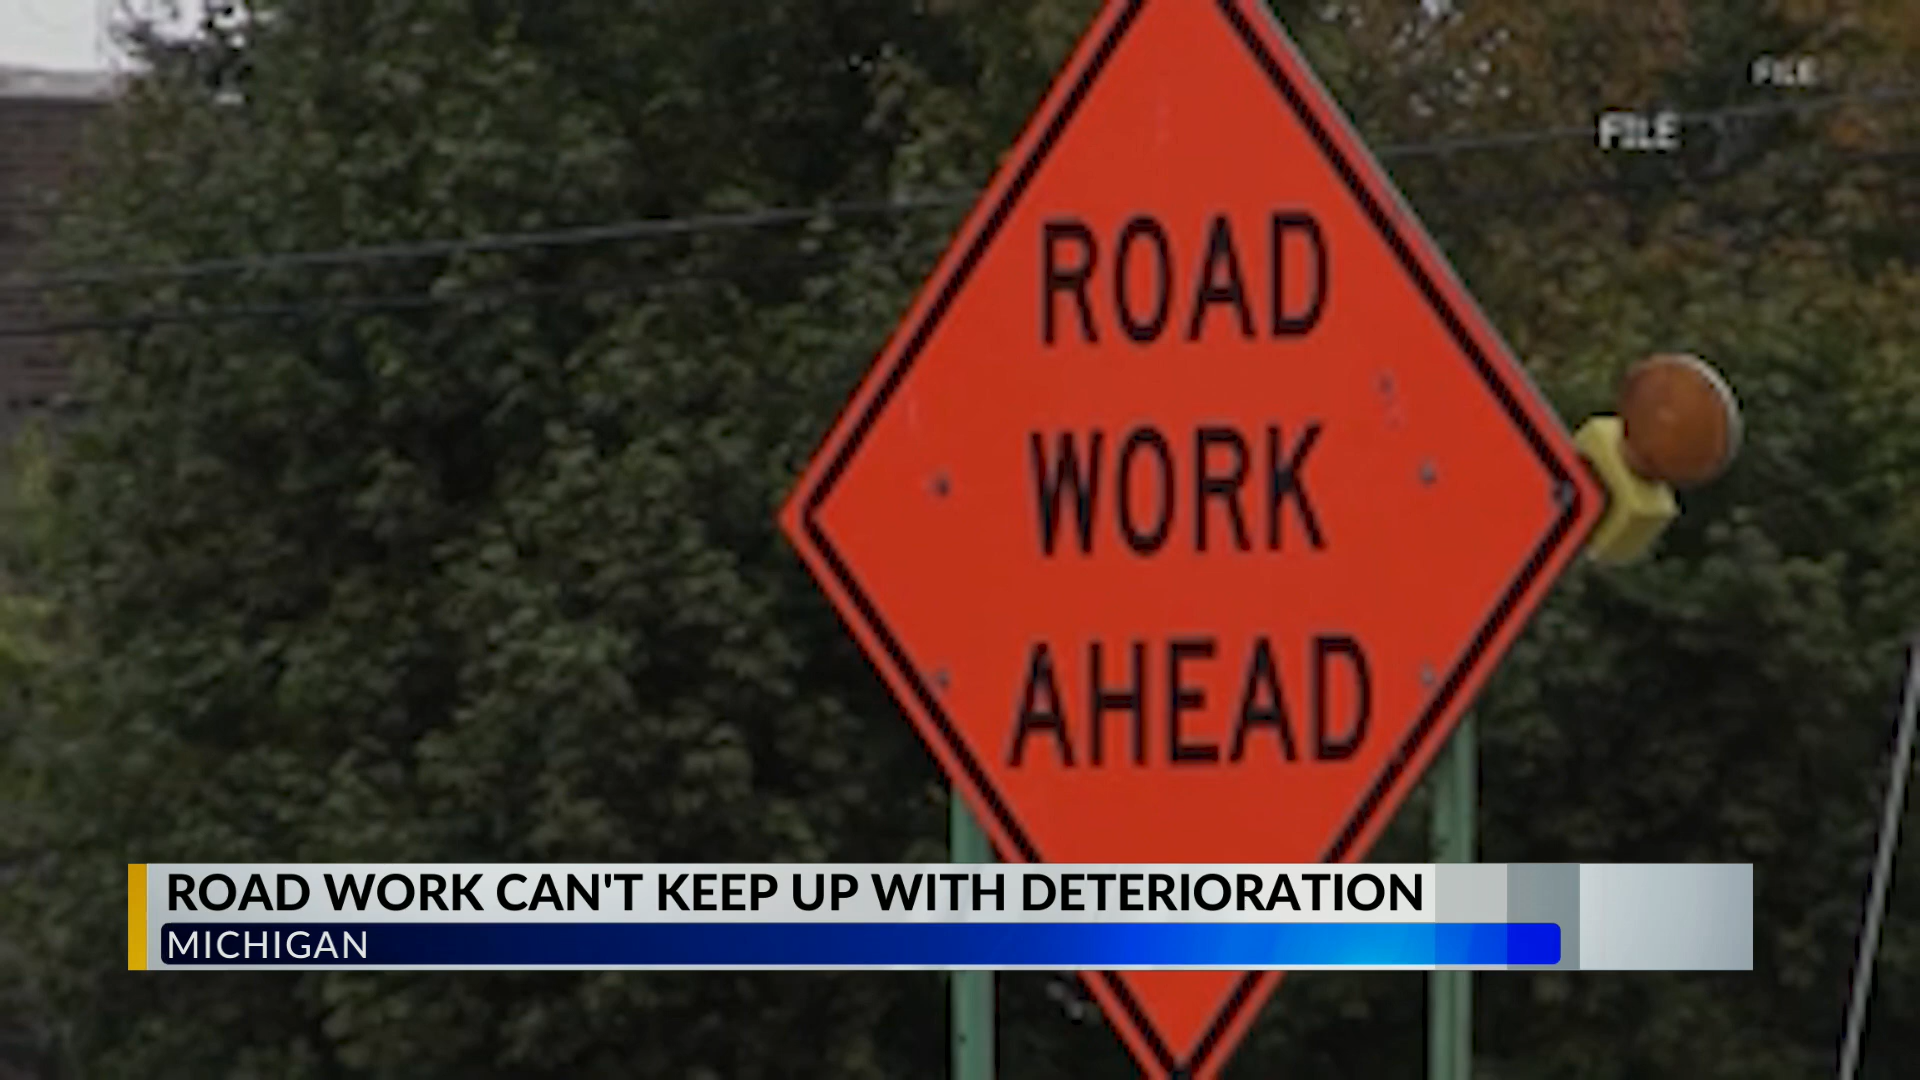 FILE
FILE
ROAD
WORK
AHEAD
ROAD WORK CAN'T KEEP UP WITH DETERIORATION
MICHIGAN